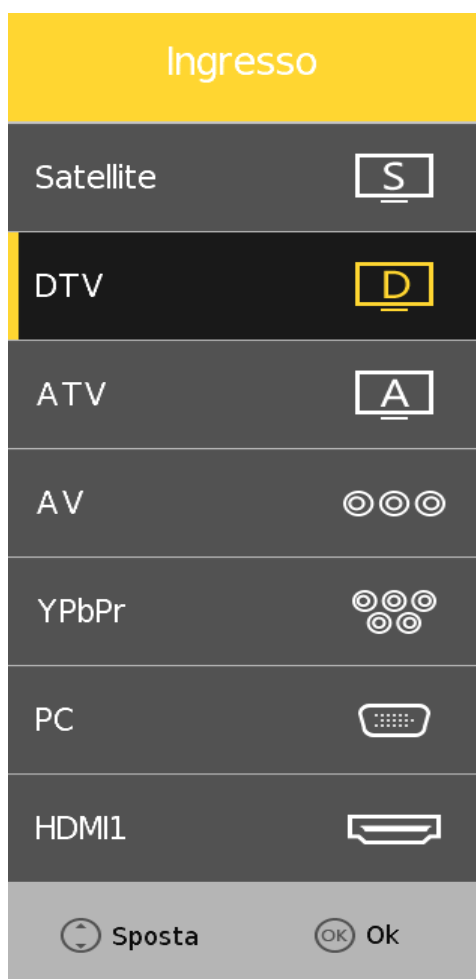 Ingresso
Satellite S
DTV D
ATV A
AV
YPbPr
PC
HDMI1
Sposta OK Ok